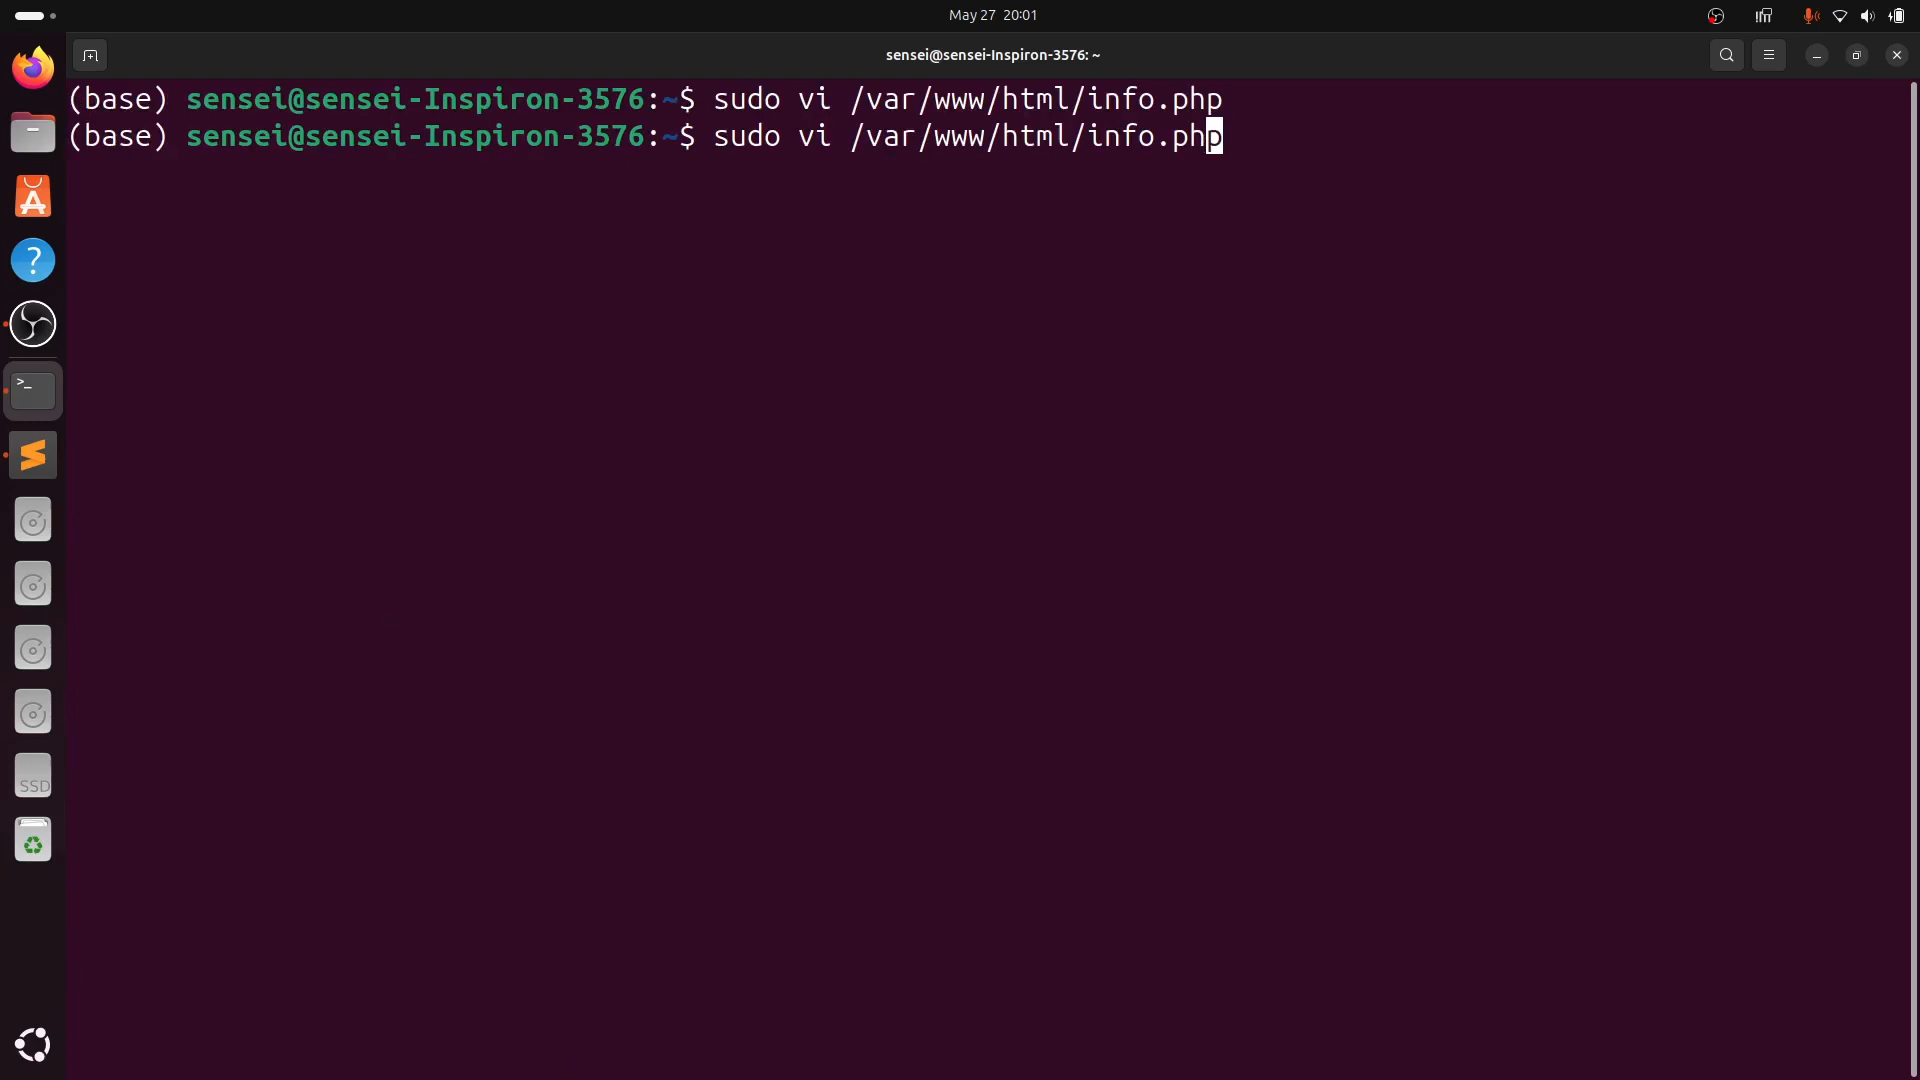 May 27 20:01
sensei@sensei-Inspiron-3576: ~
(base) sensei@sensei-Inspiron-3576:~$ sudo vi /var/www/html/info.php
(base) sensei@sensei-Inspiron-3576:~$ sudo vi /var/www/html/info.php
?
>_
SSD